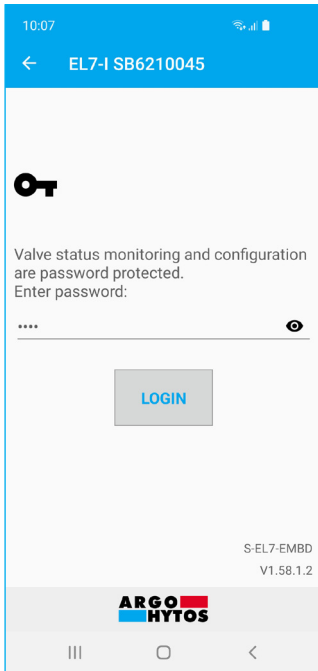 10:07
EL7-I SB6210045
Valve status monitoring and configuration
are password protected.
Enter password:
••••
LOGIN
S-EL7-EMBD
V1.58.1.2
ARGO
HYTOS